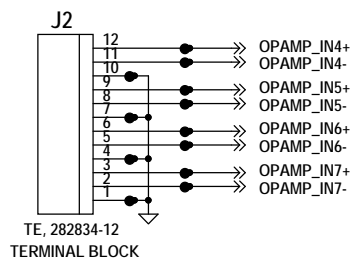 J2
12 OPAMP_IN4+
11 OPAMP_IN4-
10
9 OPAMP_IN5+
8 OPAMP_IN5-
7
6 OPAMP_IN6+
5 OPAMP_IN6-
4
3 OPAMP_IN7+
2 OPAMP_IN7-
1
TE, 282834-12
TERMINAL BLOCK